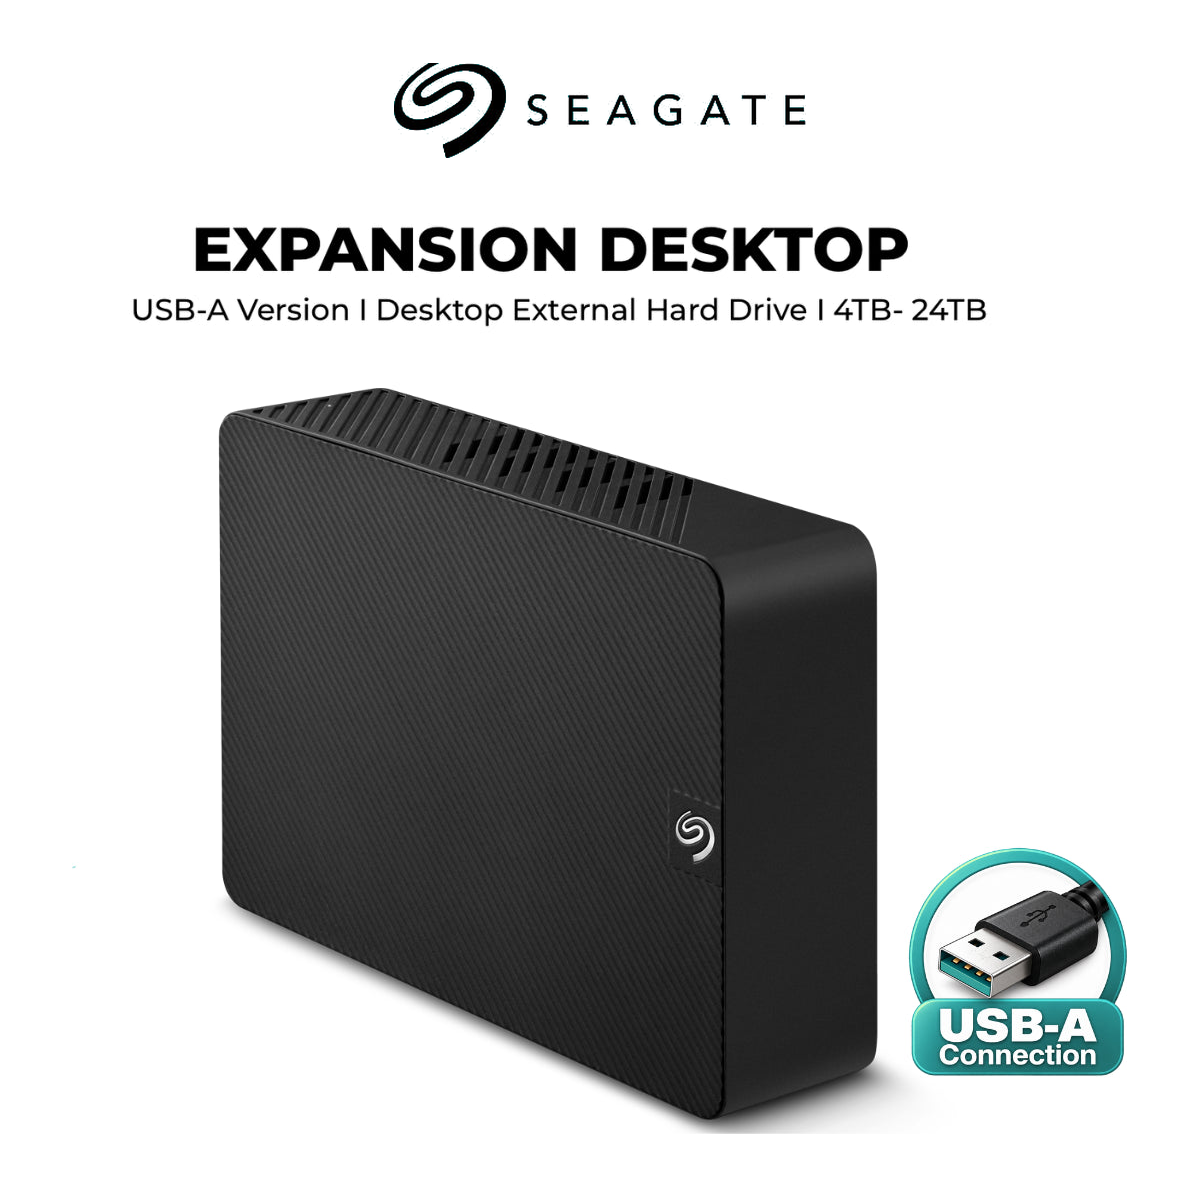 SEAGATE
EXPANSION DESKTOP
USB-A Version I Desktop External Hard Drive I 4TB- 24TB
USB-A
Connection